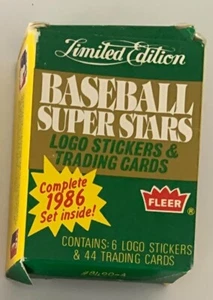 Limited Edition
BASEBALL
SUPER STARS
LOGO STICKERS &
TRADING CARDS
Complete
1986
Set inside!
FLEER
®
CONTAINS: 6 LOGO STICKERS
& 44 TRADING CARDS